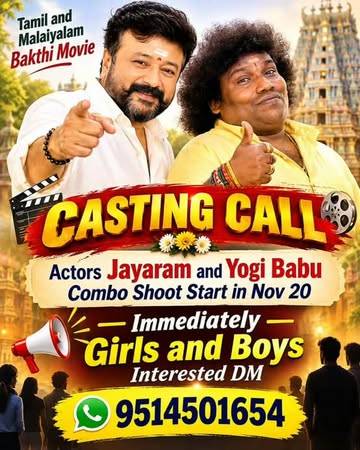 Tamil and
Malaiyalam
Bakthi Movie
CASTING CALL
Actors Jayaram and Yogi Babu
Combo Shoot Start in Nov 20
Immediately
Girls and Boys
Interested DM
9514501654